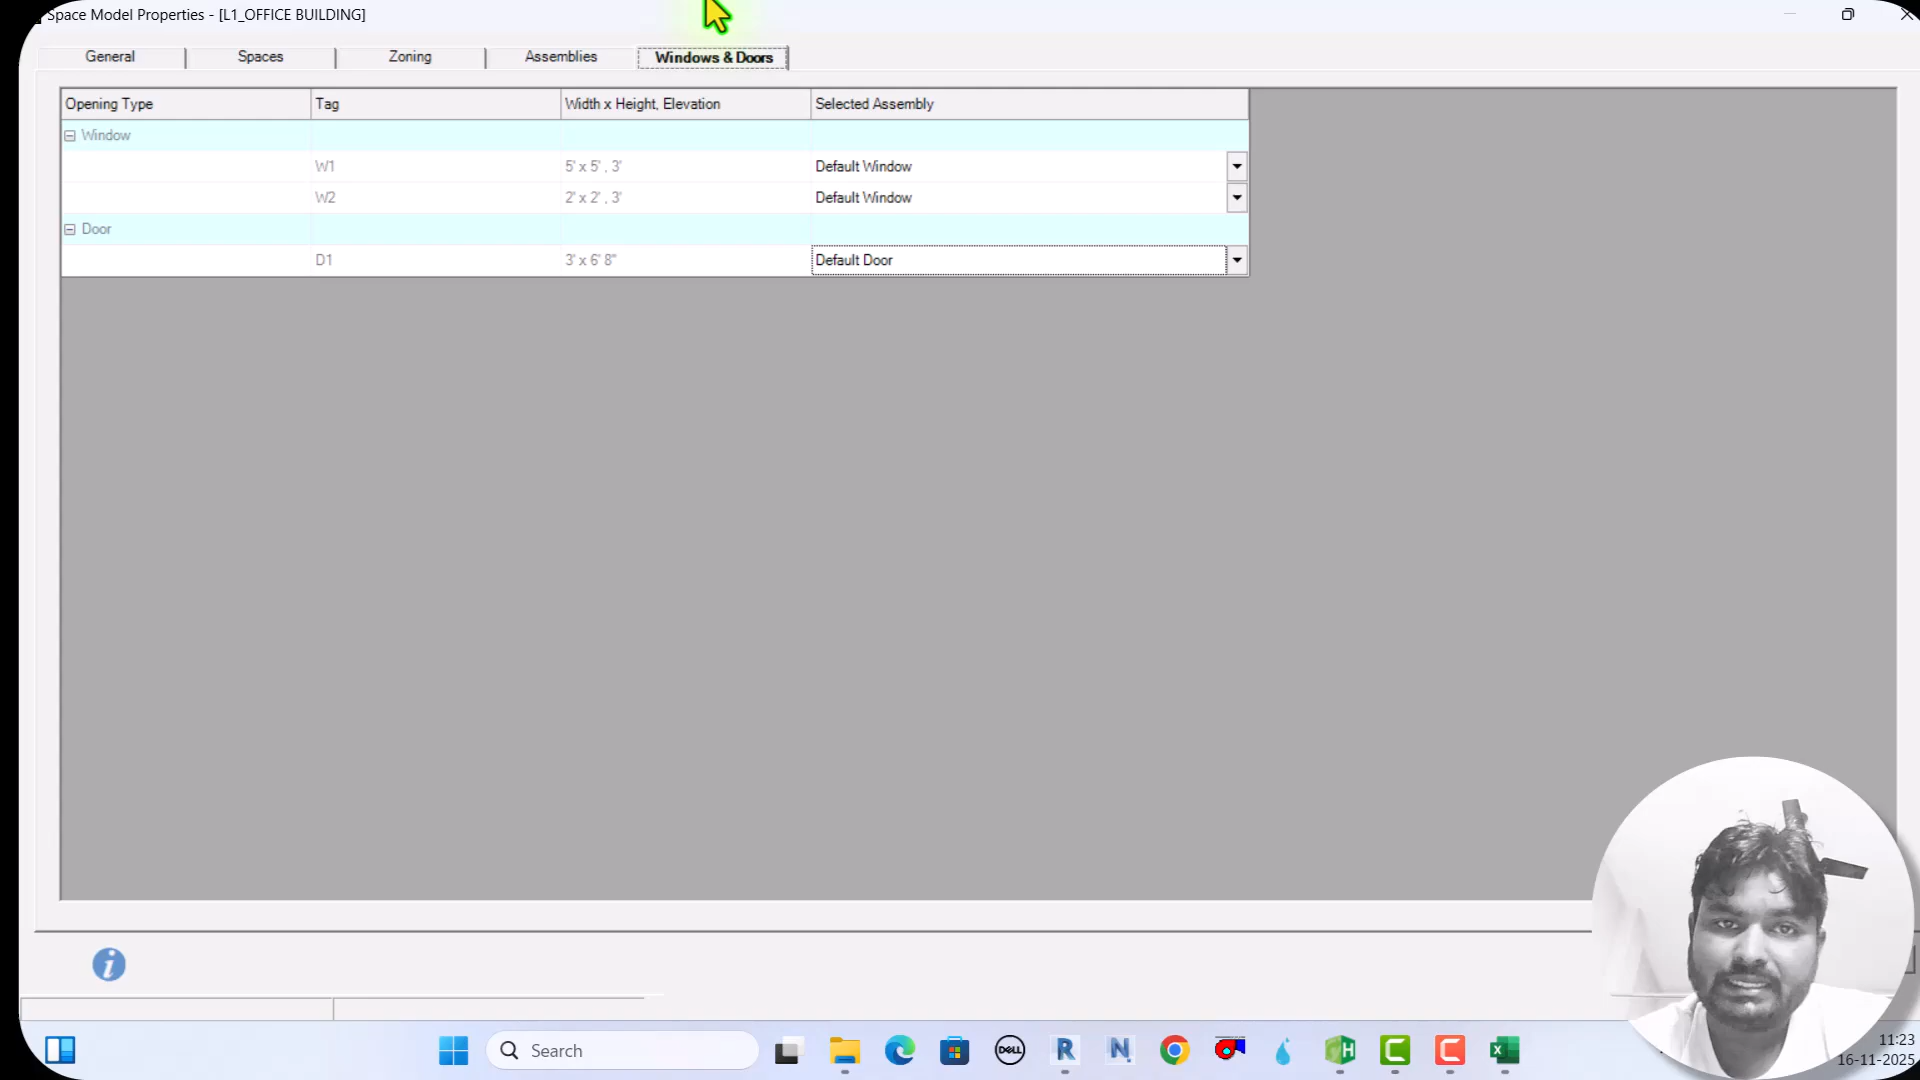 Space Model Properties - [L1_OFFICE BUILDING]
General Spaces Zoning Assemblies Windows & Doors
Opening Type Tag Width x Height, Elevation Selected Assembly
Window
W1 5' x 5' , 3' Default Window
W2 2' x 2' , 3' Default Window
Door
D1 3' x 6' 8" Default Door
i
Search
DELL
R
N
H
C
C
X
11:23
16-11-2025